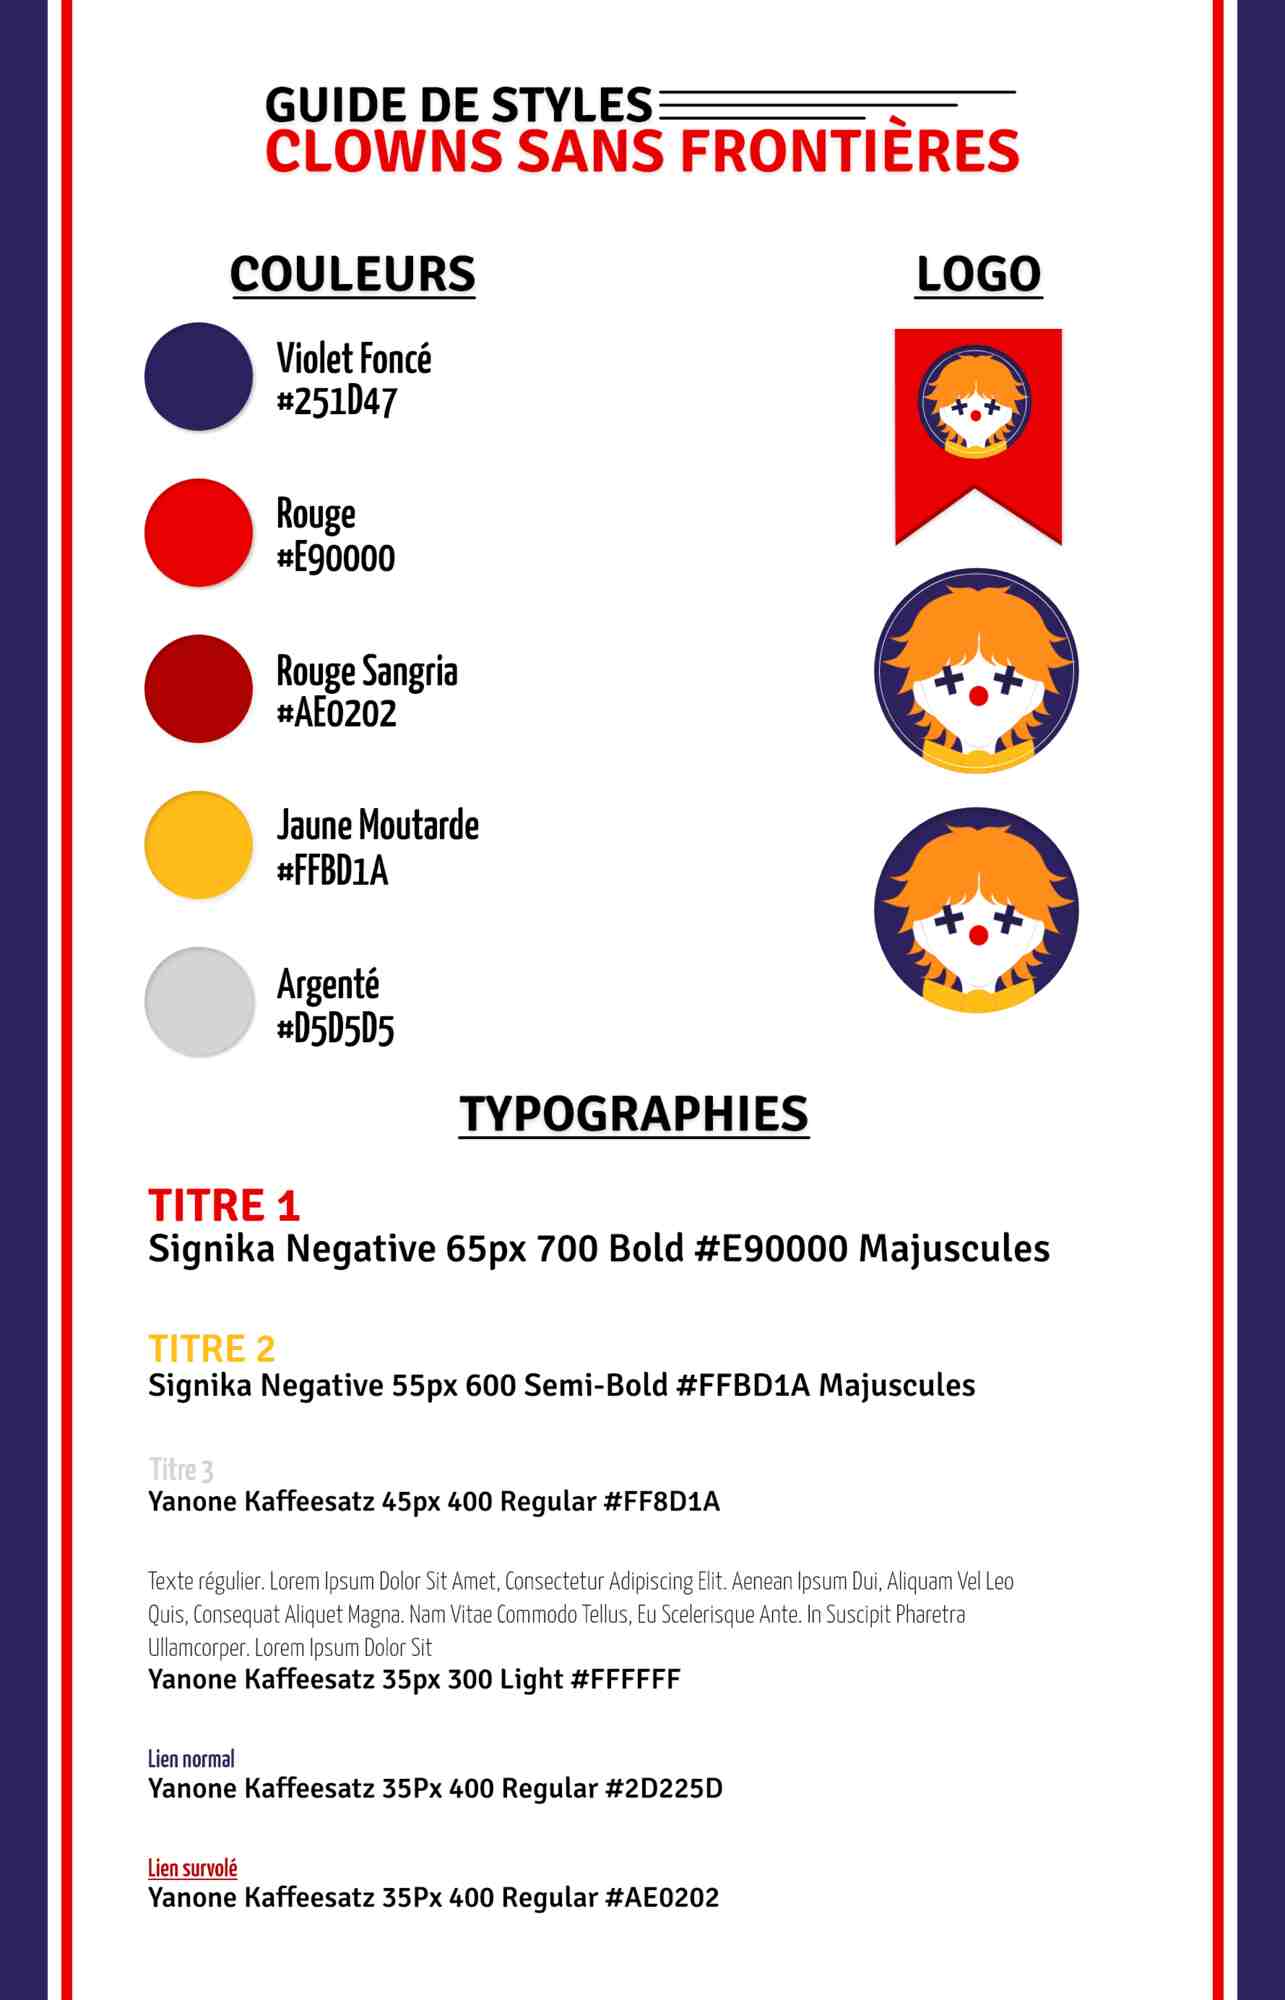 GUIDE DE STYLES
CLOWNS SANS FRONTIÈRES
COULEURS
Violet Foncé
#251D47
Rouge
#E90000
Rouge Sangria
#AE0202
Jaune Moutarde
#FFBD1A
Argenté
#D5D5D5
LOGO
TYPOGRAPHIES
TITRE 1
Signika Negative 65px 700 Bold #E90000 Majuscules
TITRE 2
Signika Negative 55px 600 Semi-Bold #FFBD1A Majuscules
Titre 3
Yanone Kaffeesatz 45px 400 Regular #FF8D1A
Texte régulier. Lorem Ipsum Dolor Sit Amet, Consectetur Adipiscing Elit. Aenean Ipsum Dui, Aliquam Vel Leo
Quis, Consequat Aliquet Magna. Nam Vitae Commodo Tellus, Eu Scelerisque Ante. In Suscipit Pharetra
Ullamcorper. Lorem Ipsum Dolor Sit
Yanone Kaffeesatz 35px 300 Light #FFFFFF
Lien normal
Yanone Kaffeesatz 35Px 400 Regular #2D225D
Lien survolé
Yanone Kaffeesatz 35Px 400 Regular #AE0202